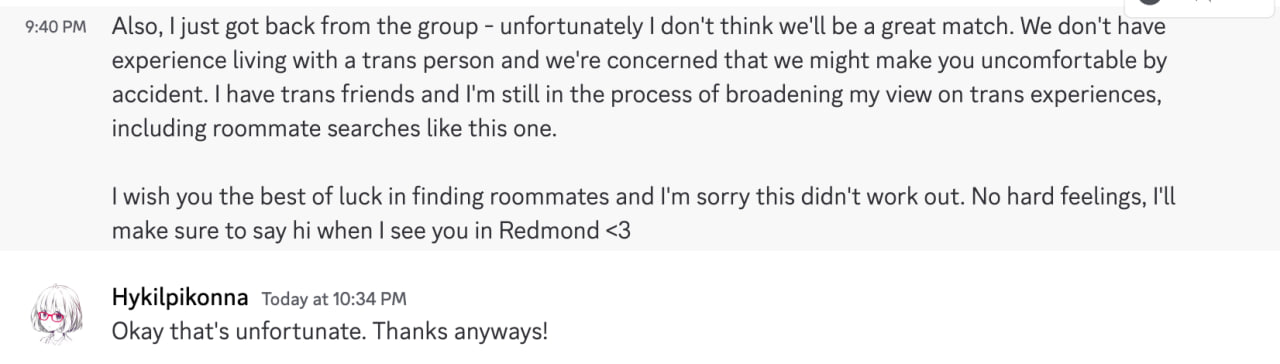 9:40 PM Also, I just got back from the group - unfortunately I don't think we'll be a great match. We don't have
experience living with a trans person and we're concerned that we might make you uncomfortable by
accident. I have trans friends and I'm still in the process of broadening my view on trans experiences,
including roommate searches like this one.
I wish you the best of luck in finding roommates and I'm sorry this didn't work out. No hard feelings, I'll
make sure to say hi when I see you in Redmond <3
Hykilpikonna Today at 10:34 PM
Okay that's unfortunate. Thanks anyways!